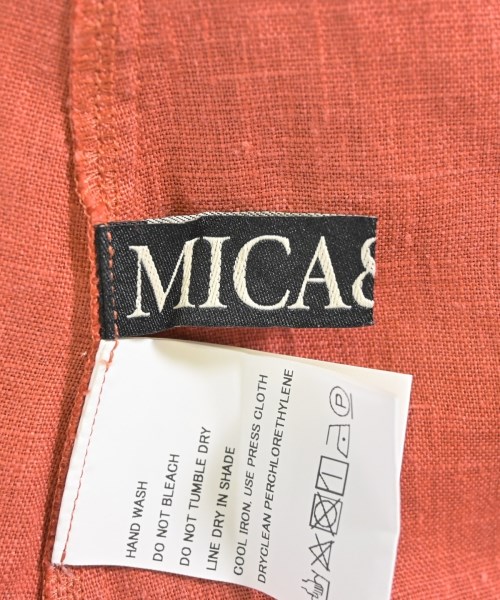 MICA&
HAND WASH
DO NOT BLEACH
DO NOT TUMBLE DRY
LINE DRY IN SHADE
COOL IRON. USE PRESS CLOTH
DRYCLEAN PERCHLORETHYLENE
P